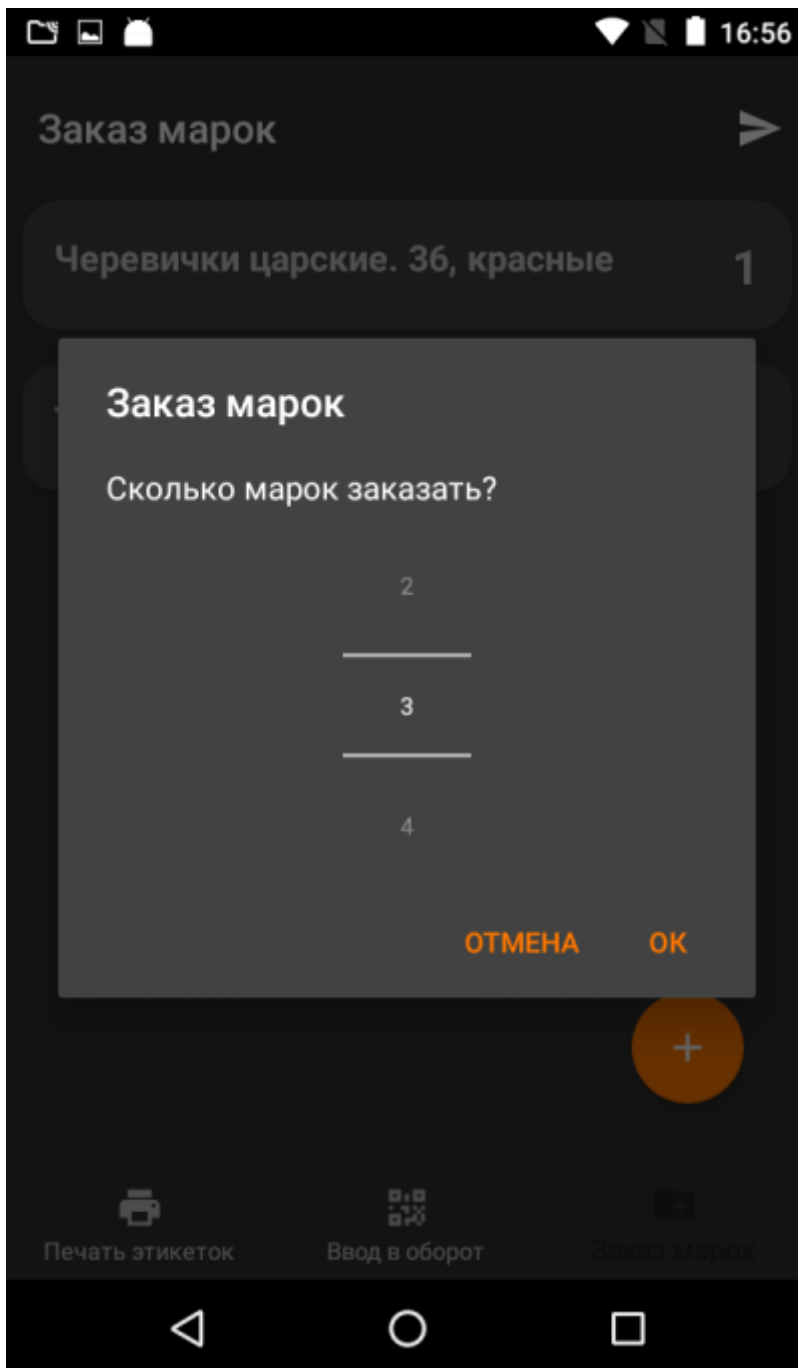 16:56
Заказ марок
Черевички царские. 36, красные
1
Заказ марок
Сколько марок заказать?
2
3
4
ОТМЕНА ОК
+
Печать этикеток Ввод в оборот Заказ марок